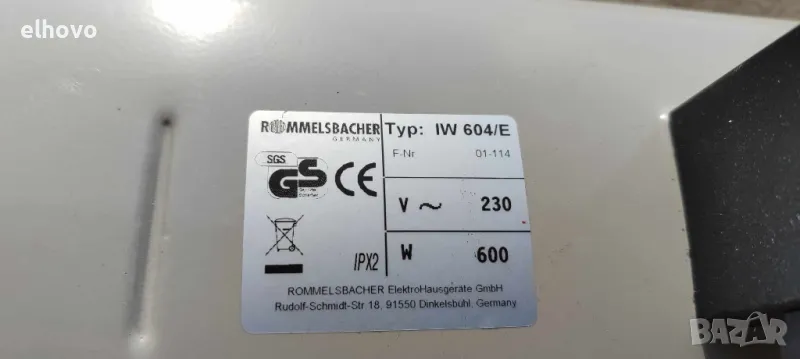 elhovo
ROMMELSBACHER
GERMANY
Typ: IW 604/E
F-Nr 01-114
SGS
GS
CE
V ~ 230
W 600
IPX2
ROMMELSBACHER ElektroHausgeräte GmbH
Rudolf-Schmidt-Str 18, 91550 Dinkelsbühl, Germany
BAZAR